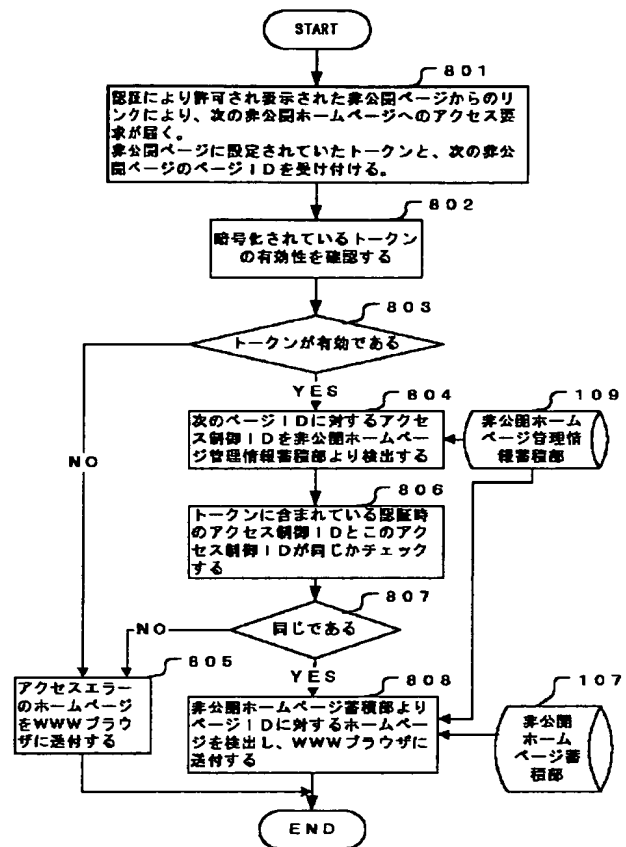 START
801
認証により許可され表示された非公開ページからのリ
ンクにより、次の非公開ホームページへのアクセス要
求が届く。
非公開ページに設定されていたトークンと、次の非公
開ページのページIDを受け付ける。
802
暗号化されているトークン
の有効性を確認する
803
トークンが有効である
YES
NO
804
次のページIDに対するアクセ
ス制御IDを非公開ホームペー
ジ管理情報蓄積部より検出する
109
非公開ホーム
ページ管理情
報蓄積部
806
トークンに含まれている認証時
のアクセス制御IDとこのアク
セス制御IDが同じかチェック
する
807
同じである
NO
YES
805
アクセスエラー
のホームページ
をWWWブラウ
ザに送付する
808
非公開ホームページ蓄積部より
ページIDに対するホームペー
ジを検出し、WWWブラウザに
送付する
107
非公開
ホーム
ページ蓄
積部
END